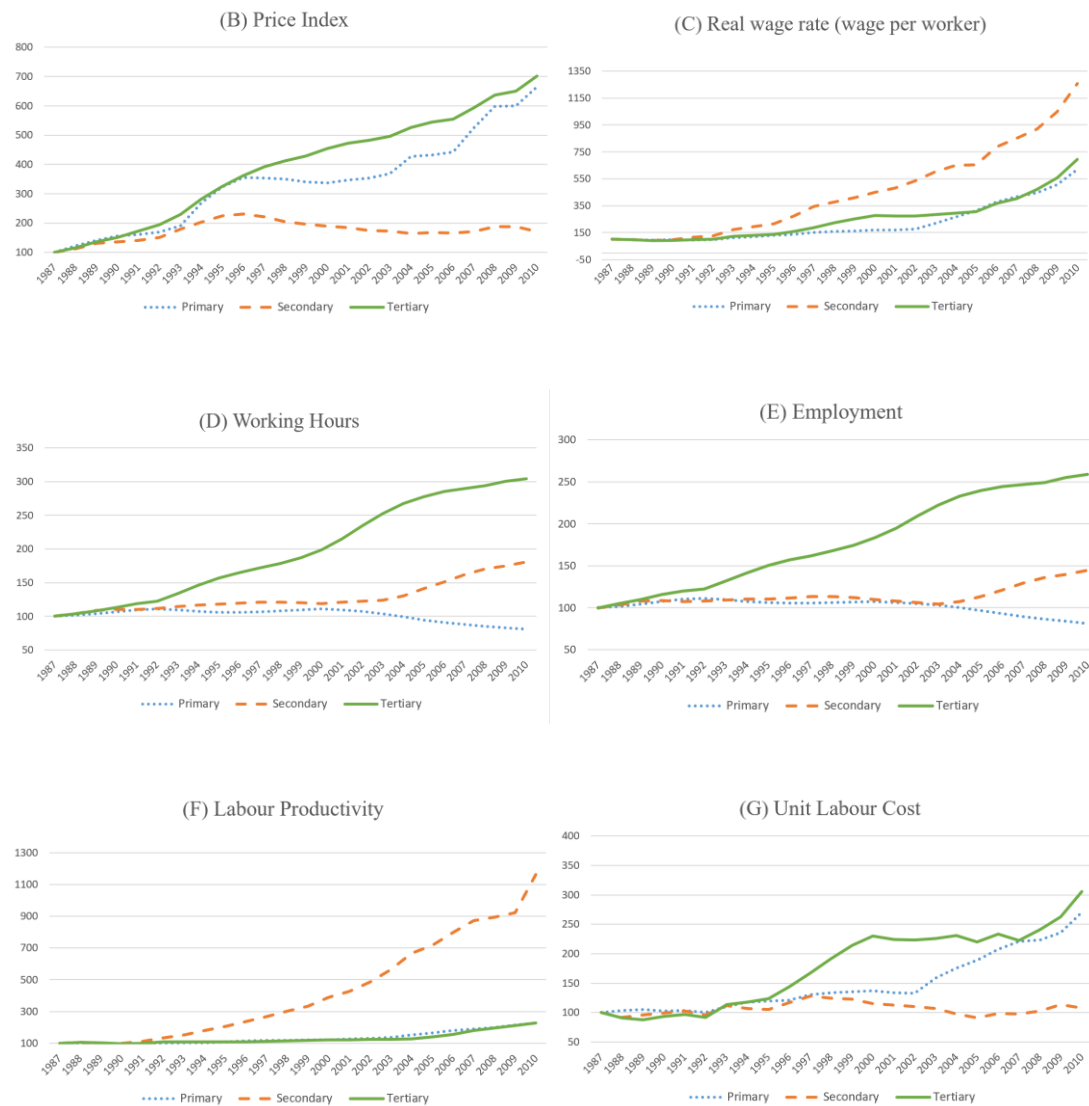 (B) Price Index
800
700
600
500
400
300
200
100
1987 1988 1989 1990 1991 1992 1993 1994 1995 1996 1997 1998 1999 2000 2001 2002 2003 2004 2005 2006 2007 2008 2009 2010
Primary Secondary Tertiary
(C) Real wage rate (wage per worker)
1350
1150
950
750
550
350
150
-50
1987 1988 1989 1990 1991 1992 1993 1994 1995 1996 1997 1998 1999 2000 2001 2002 2003 2004 2005 2006 2007 2008 2009 2010
Primary Secondary Tertiary
(D) Working Hours
350
300
250
200
150
100
50
1987 1988 1989 1990 1991 1992 1993 1994 1995 1996 1997 1998 1999 2000 2001 2002 2003 2004 2005 2006 2007 2008 2009 2010
Primary Secondary Tertiary
(E) Employment
300
250
200
150
100
50
1987 1988 1989 1990 1991 1992 1993 1994 1995 1996 1997 1998 1999 2000 2001 2002 2003 2004 2005 2006 2007 2008 2009 2010
Primary Secondary Tertiary
(F) Labour Productivity
1300
1100
900
700
500
300
100
1987 1988 1989 1990 1991 1992 1993 1994 1995 1996 1997 1998 1999 2000 2001 2002 2003 2004 2005 2006 2007 2008 2009 2010
Primary Secondary Tertiary
(G) Unit Labour Cost
400
350
300
250
200
150
100
50
1987 1988 1989 1990 1991 1992 1993 1994 1995 1996 1997 1998 1999 2000 2001 2002 2003 2004 2005 2006 2007 2008 2009 2010
Primary Secondary Tertiary